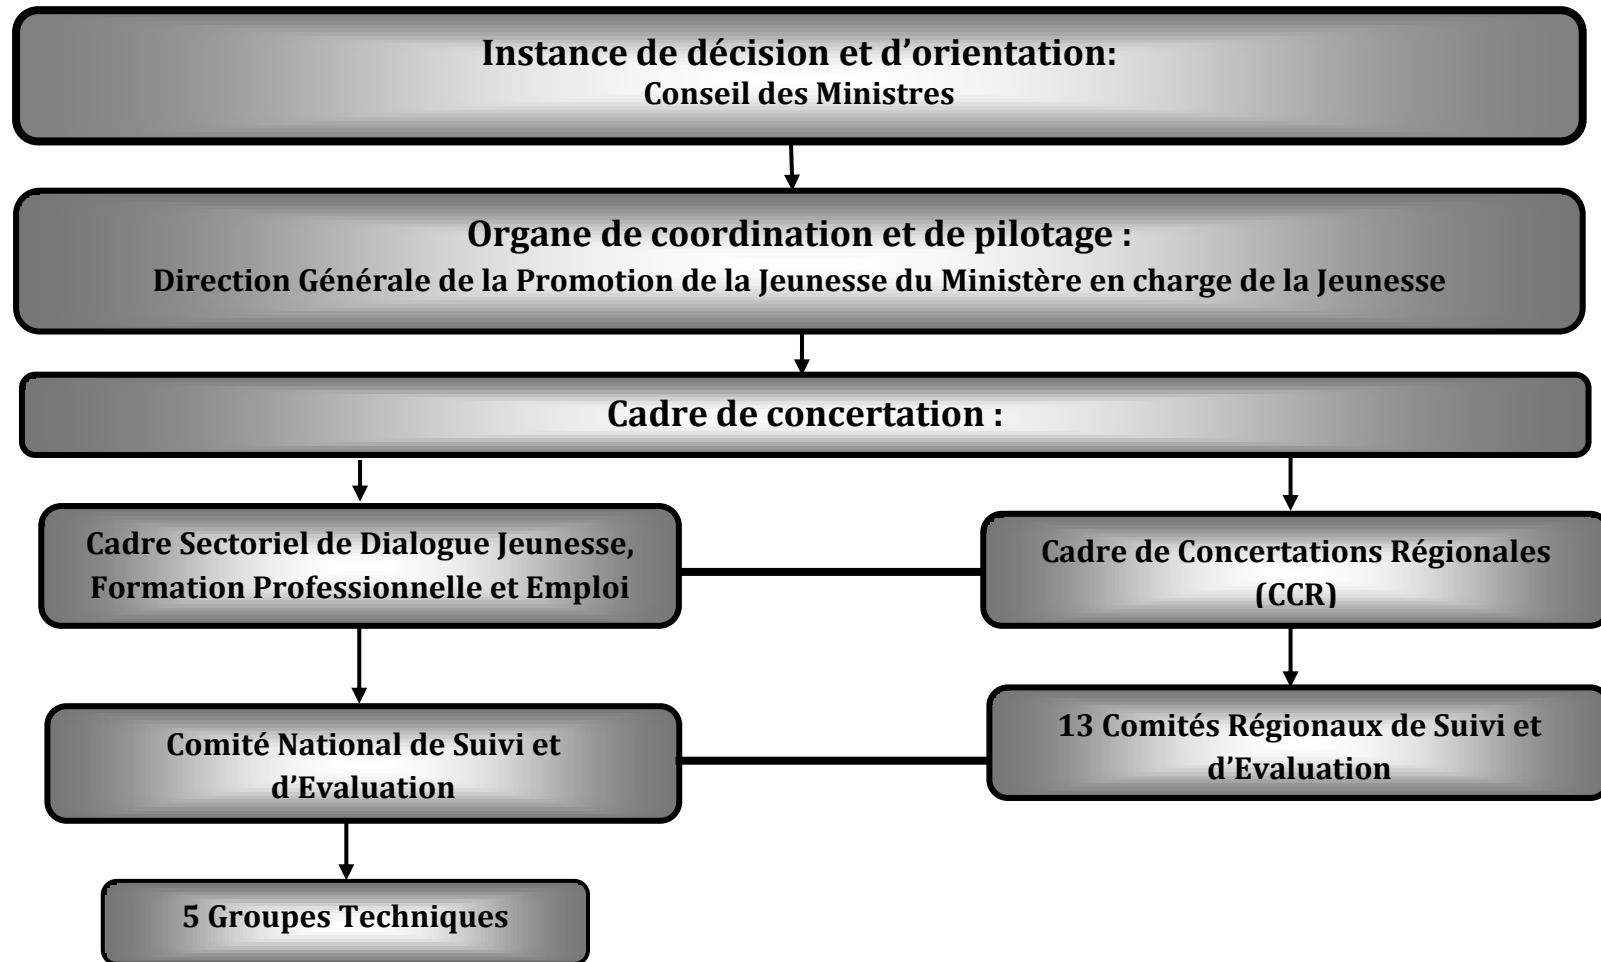 Instance de décision et d’orientation:
Conseil des Ministres
Organe de coordination et de pilotage :
Direction Générale de la Promotion de la Jeunesse du Ministère en charge de la Jeunesse
Cadre de concertation :
Cadre Sectoriel de Dialogue Jeunesse,
Formation Professionnelle et Emploi
Cadre de Concertations Régionales
(CCR)
Comité National de Suivi et
d’Evaluation
13 Comités Régionaux de Suivi et
d’Evaluation
5 Groupes Techniques